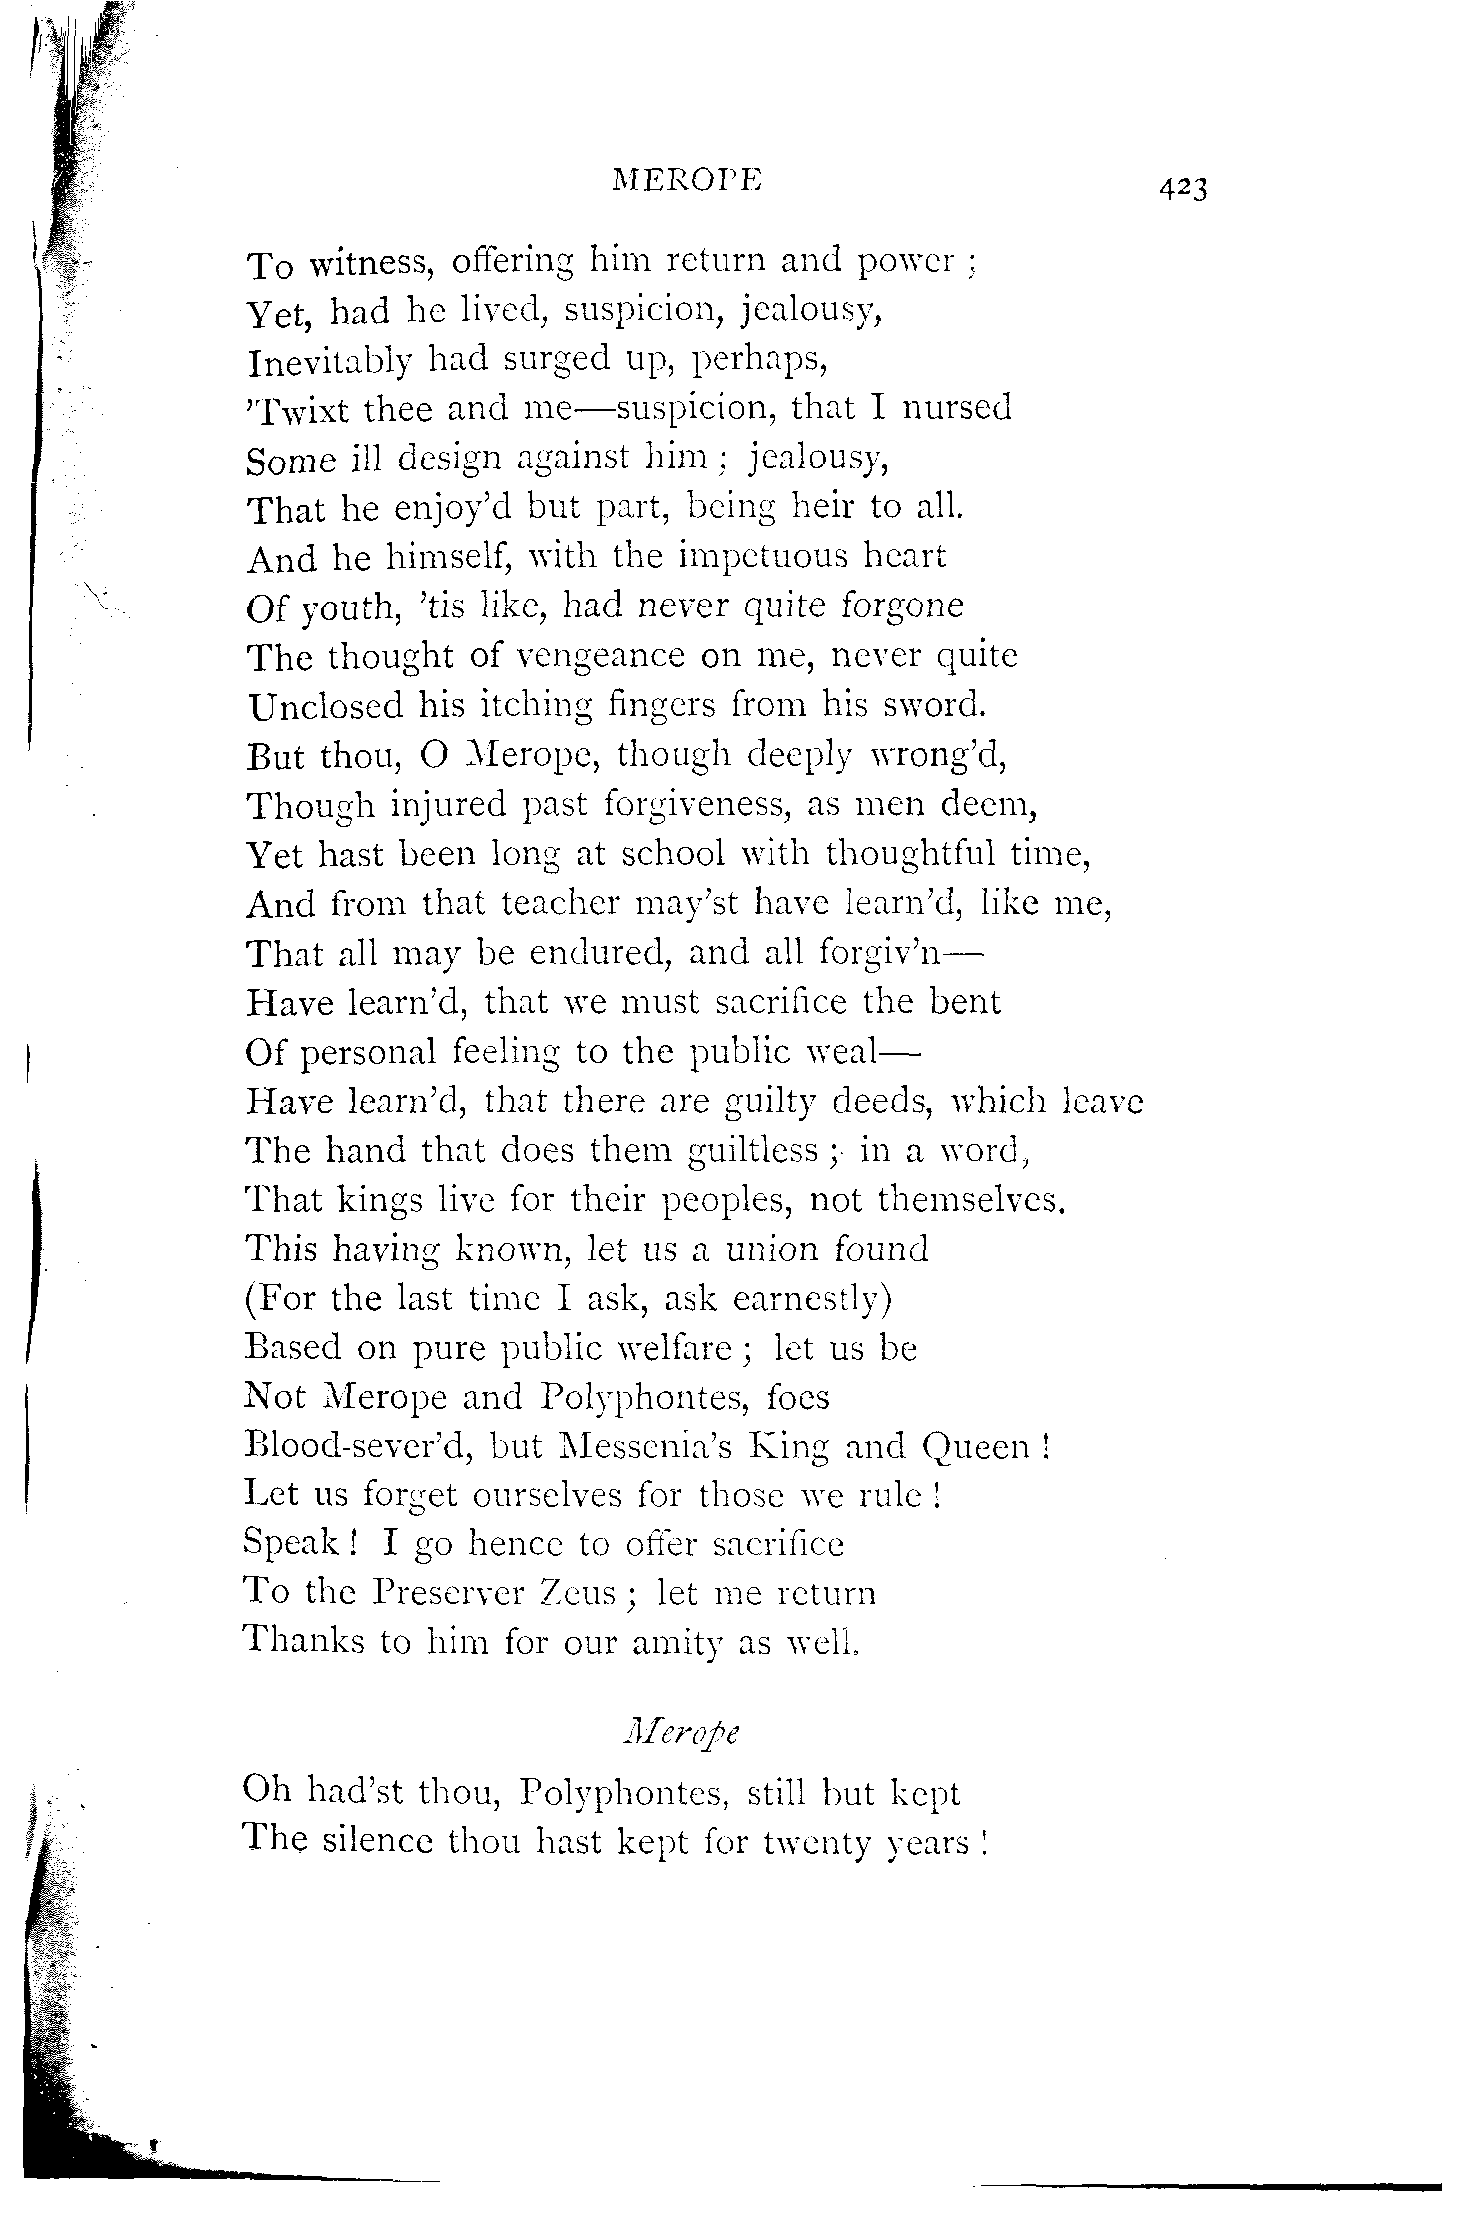 MEROPE 423
To witness, offering him return and power ;
Yet, had he lived, suspicion, jealousy,
Inevitably had surged up, perhaps,
’Twixt thee and me—suspicion, that I nursed
Some ill design against him ; jealousy,
That he enjoy’d but part, being heir to all.
And he himself, with the impetuous heart
Of youth, ’tis like, had never quite forgone
The thought of vengeance on me, never quite
Unclosed his itching fingers from his sword.
But thou, O Merope, though deeply wrong’d,
Though injured past forgiveness, as men deem,
Yet hast been long at school with thoughtful time,
And from that teacher may’st have learn’d, like me,
That all may be endured, and all forgiv’n—
Have learn’d, that we must sacrifice the bent
Of personal feeling to the public weal—
Have learn’d, that there are guilty deeds, which leave
The hand that does them guiltless ; in a word,
That kings live for their peoples, not themselves.
This having known, let us a union found
(For the last time I ask, ask earnestly)
Based on pure public welfare ; let us be
Not Merope and Polyphontes, foes
Blood-sever’d, but Messenia’s King and Queen !
Let us forget ourselves for those we rule !
Speak ! I go hence to offer sacrifice
To the Preserver Zeus ; let me return
Thanks to him for our amity as well.
Merope
Oh had’st thou, Polyphontes, still but kept
The silence thou hast kept for twenty years !